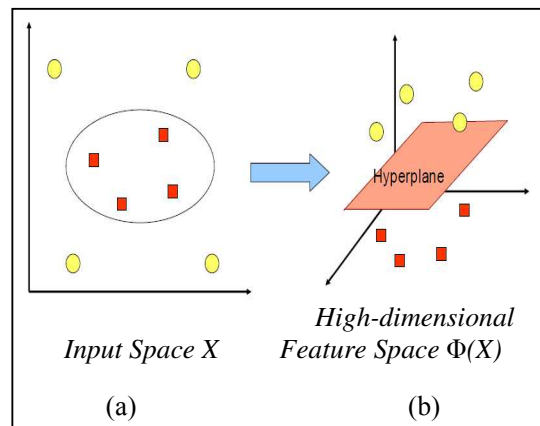 Hyperplane
High-dimensional
Input Space X
Feature Space Φ(X)
(a)
(b)